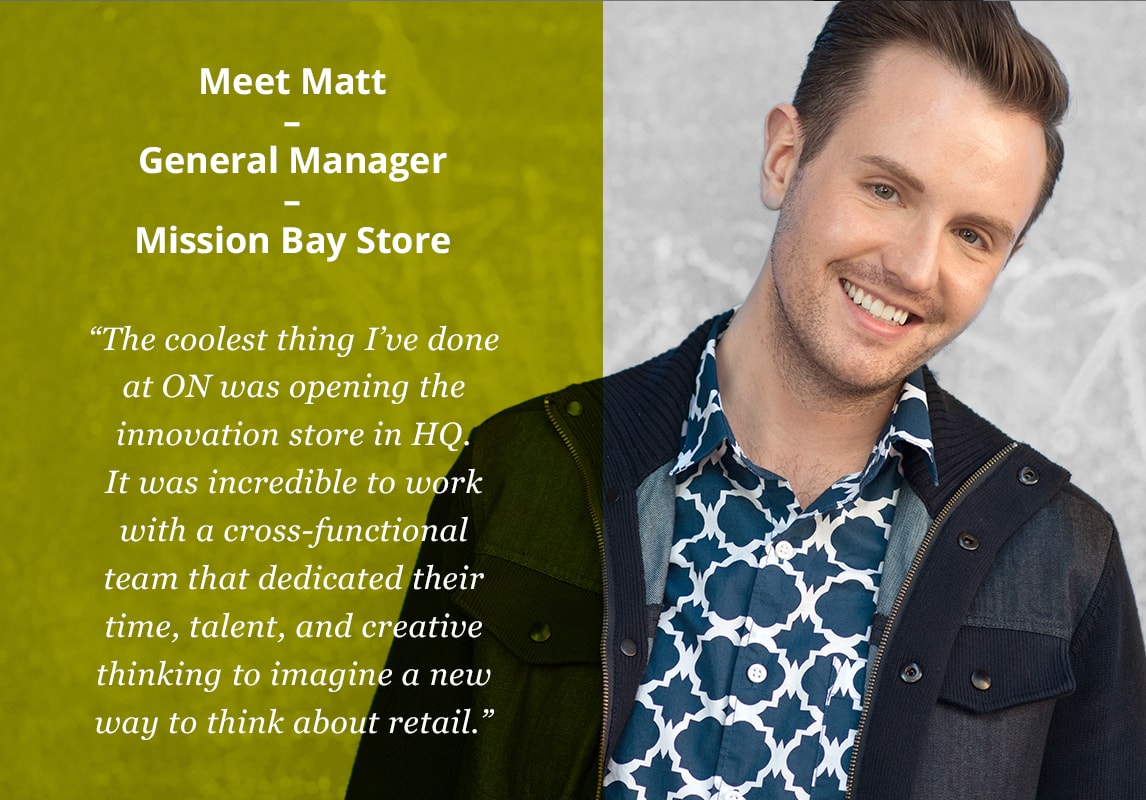 Meet Matt
–
General Manager
–
Mission Bay Store
“The coolest thing I’ve done
at ON was opening the
innovation store in HQ.
It was incredible to work
with a cross-functional
team that dedicated their
time, talent, and creative
thinking to imagine a new
way to think about retail.”